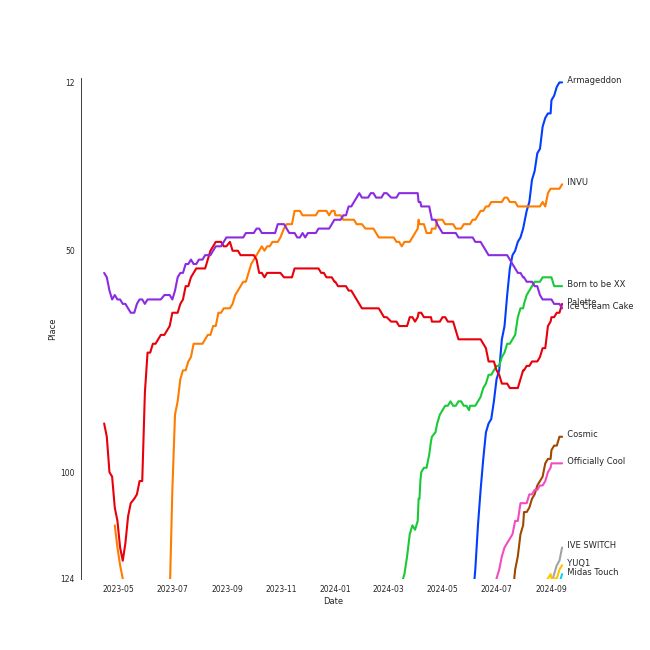 12
50
100
124
Place
Armageddon
INVU
Born to be XX
Palette
Ice Cream Cake
Cosmic
Officially Cool
IVE SWITCH
YUQ1
Midas Touch
2023-05
2023-07
2023-09
2023-11
2024-01
2024-03
2024-05
2024-07
2024-09
Date